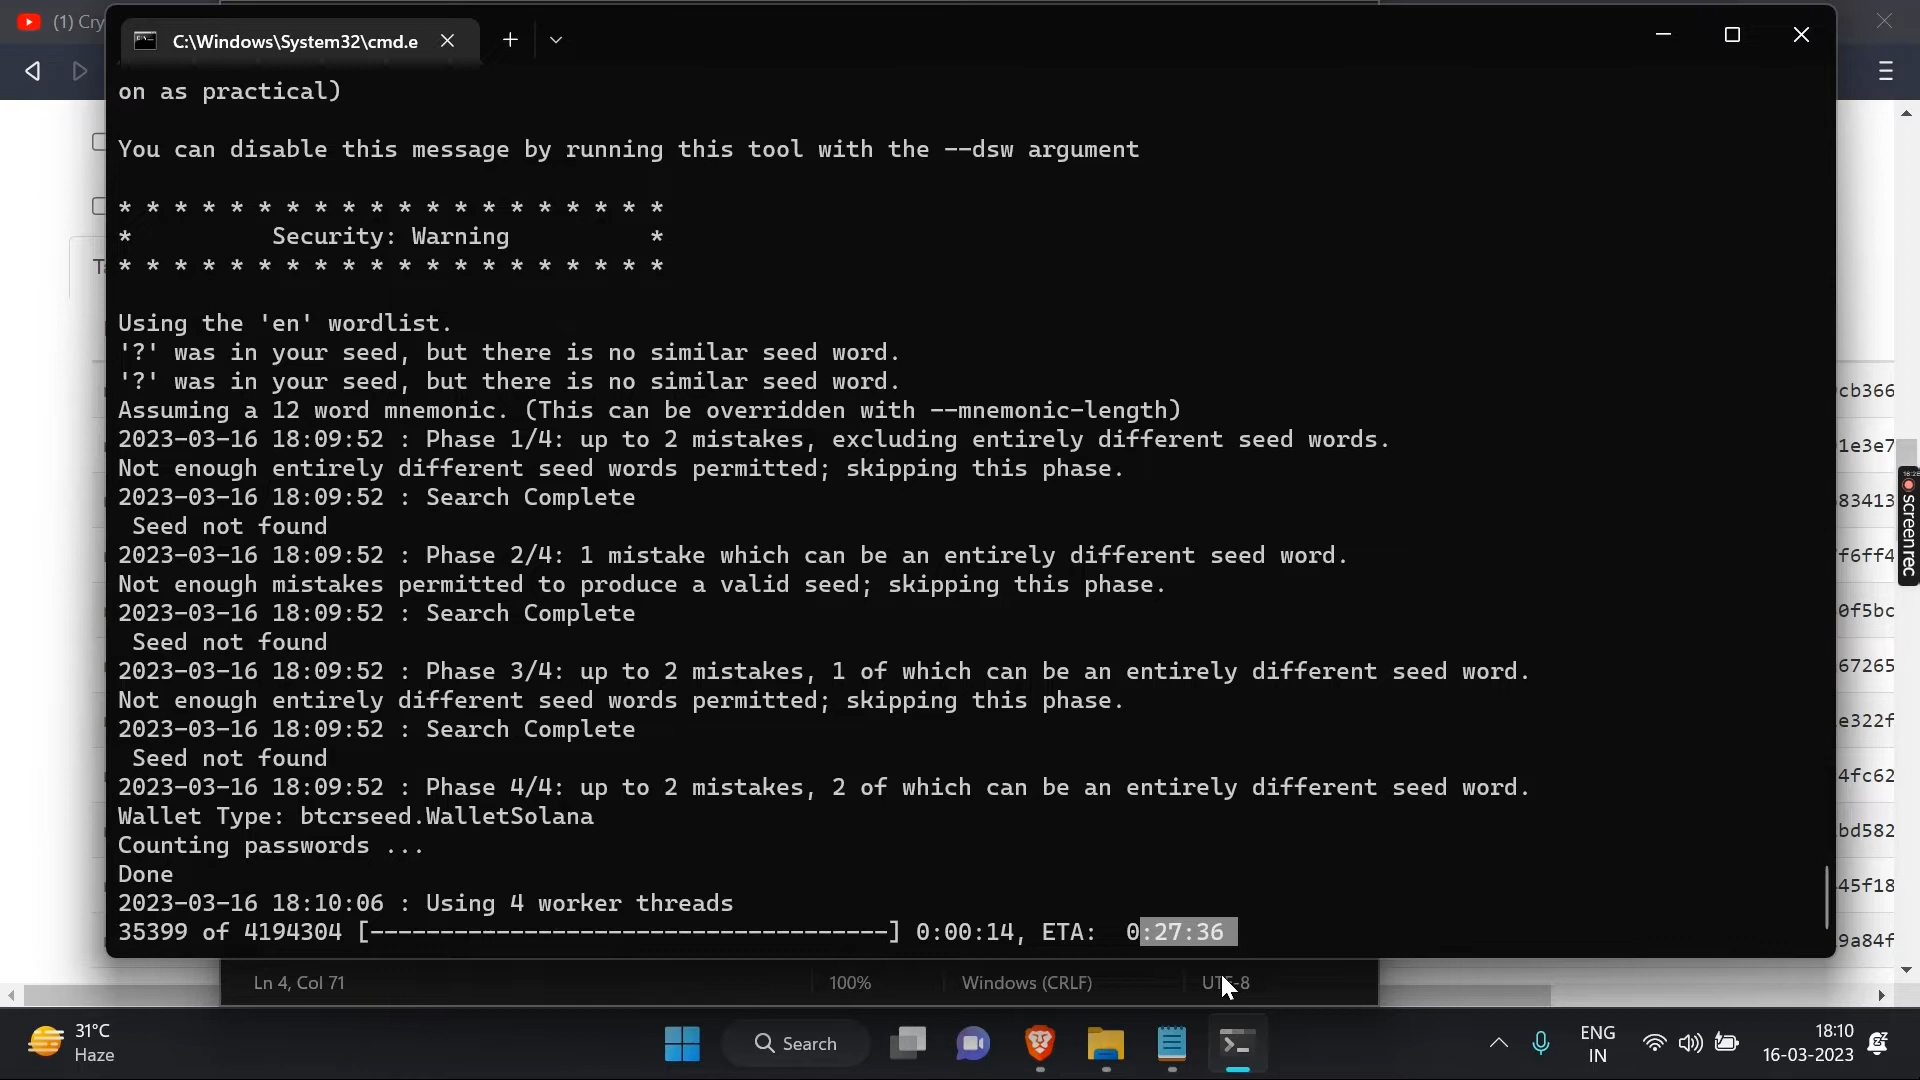 (1) Cry
C:\Windows\System32\cmd.e
on as practical)
You can disable this message by running this tool with the --dsw argument
* * * * * * * * * * * * * * * * * * * *
* Security: Warning *
* * * * * * * * * * * * * * * * * * * *
Using the 'en' wordlist.
'?' was in your seed, but there is no similar seed word.
'?' was in your seed, but there is no similar seed word.
Assuming a 12 word mnemonic. (This can be overridden with --mnemonic-length)
2023-03-16 18:09:52 : Phase 1/4: up to 2 mistakes, excluding entirely different seed words.
Not enough entirely different seed words permitted; skipping this phase.
2023-03-16 18:09:52 : Search Complete
Seed not found
2023-03-16 18:09:52 : Phase 2/4: 1 mistake which can be an entirely different seed word.
Not enough mistakes permitted to produce a valid seed; skipping this phase.
2023-03-16 18:09:52 : Search Complete
Seed not found
2023-03-16 18:09:52 : Phase 3/4: up to 2 mistakes, 1 of which can be an entirely different seed word.
Not enough entirely different seed words permitted; skipping this phase.
2023-03-16 18:09:52 : Search Complete
Seed not found
2023-03-16 18:09:52 : Phase 4/4: up to 2 mistakes, 2 of which can be an entirely different seed word.
Wallet Type: btcrseed.WalletSolana
Counting passwords ...
Done
2023-03-16 18:10:06 : Using 4 worker threads
35399 of 4194304 [-------------------------------------] 0:00:14, ETA:  0:27:36
cb366
1e3e7
83413
f6ff4
0f5bc
67265
e322f
4fc62
bd582
45f18
9a84f
screenrec
Ln 4, Col 71
100%
Windows (CRLF)
UTF-8
31°C
Haze
Search
ENG
IN
18:10
16-03-2023